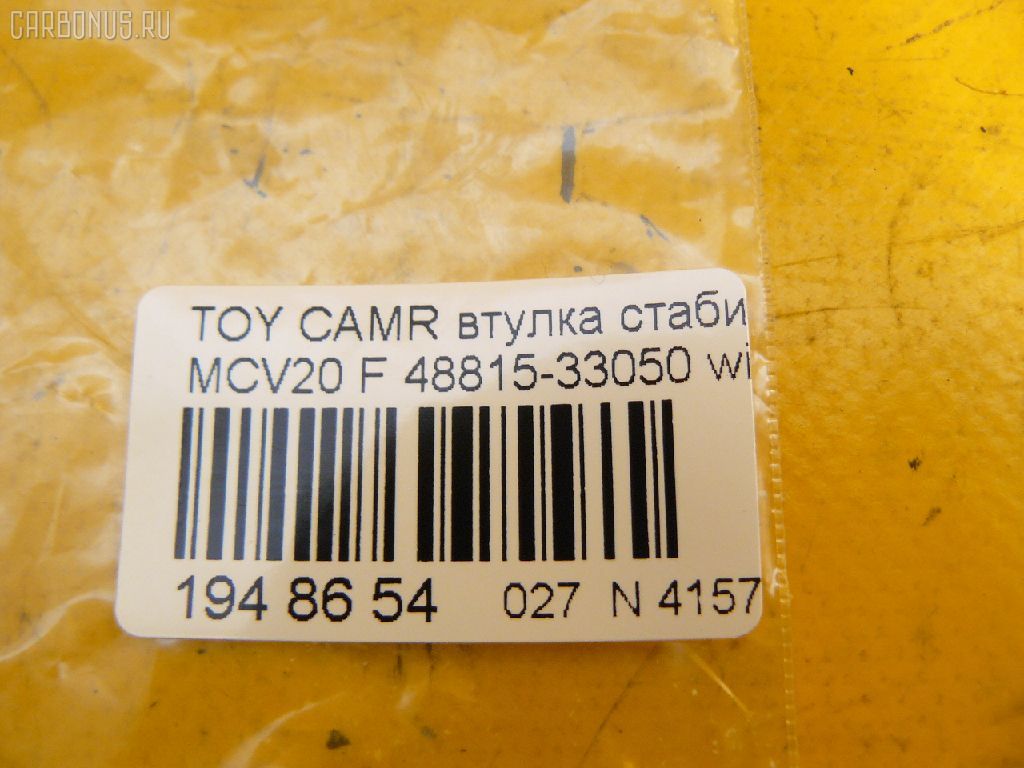 CARBONUS.RU
TOY CAMR втулка стаби
MCV20 F 48815-33050 wi
194 86 54 027 N 4157